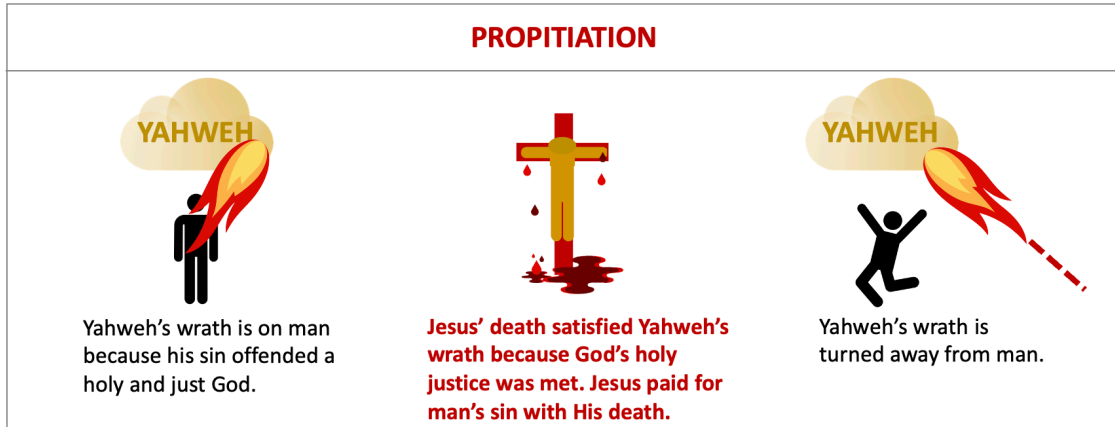 PROPITIATION
YAHWEH
Yahweh’s wrath is on man
because his sin offended a
holy and just God.
Jesus’ death satisfied Yahweh’s
wrath because God’s holy
justice was met. Jesus paid for
man’s sin with His death.
YAHWEH
Yahweh’s wrath is
turned away from man.